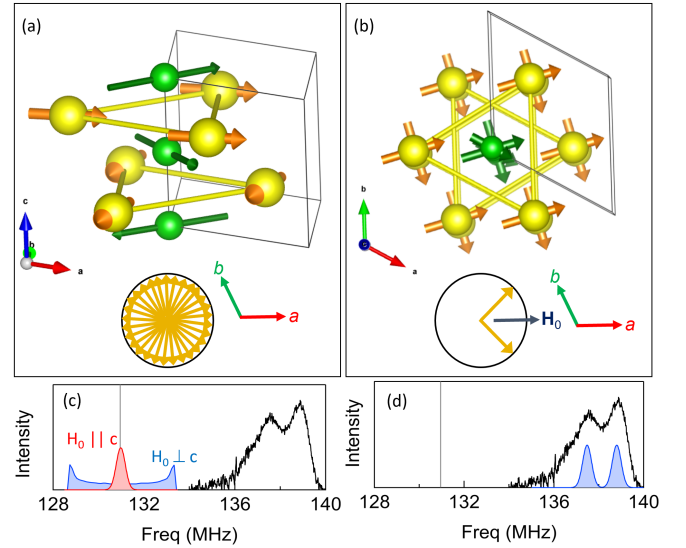 (a)
(b)
c
b
a
b
a
b
a
b
H₀
a
(c)
(d)
Intensity
H₀ || c
H₀ ⊥ c
128
132
136
140
Freq (MHz)
Intensity
128
132
136
140
Freq (MHz)